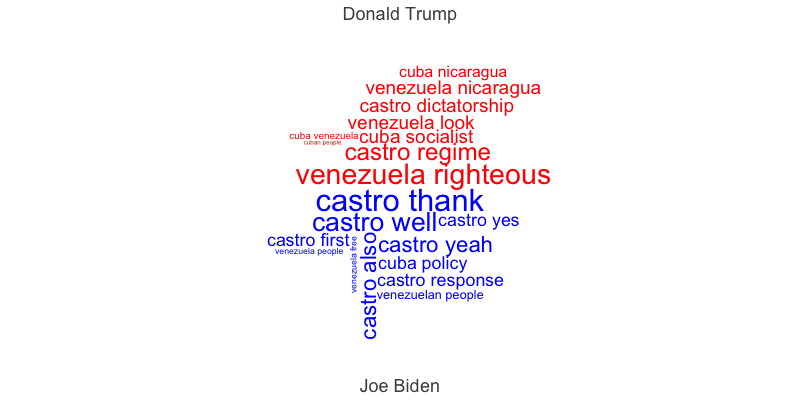 Donald Trump
cuba nicaragua
venezuela nicaragua
castro dictatorship
venezuela look
cuba venezuela
cuba socialist
cuban people
castro regime
venezuela righteous
castro thank
castro well
castro yes
castro first
castro yeah
venezuela people
venezuela free
castro also
cuba policy
castro response
venezuelan people
Joe Biden